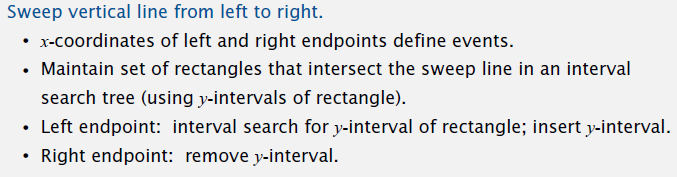 Sweep vertical line from left to right.
• x-coordinates of left and right endpoints define events.
• Maintain set of rectangles that intersect the sweep line in an interval
search tree (using y-intervals of rectangle).
• Left endpoint: interval search for y-interval of rectangle; insert y-interval.
• Right endpoint: remove y-interval.